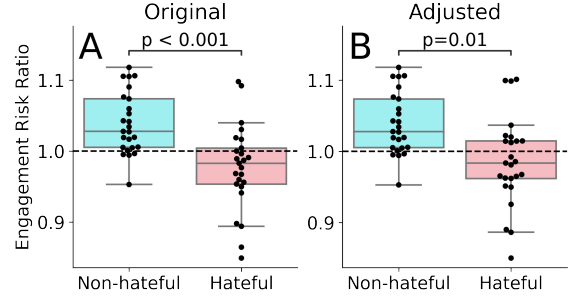 Original
Adjusted
A
p < 0.001
B
p=0.01
Engagement Risk Ratio
1.1
1.0
0.9
1.1
1.0
0.9
Non-hateful
Hateful
Non-hateful
Hateful